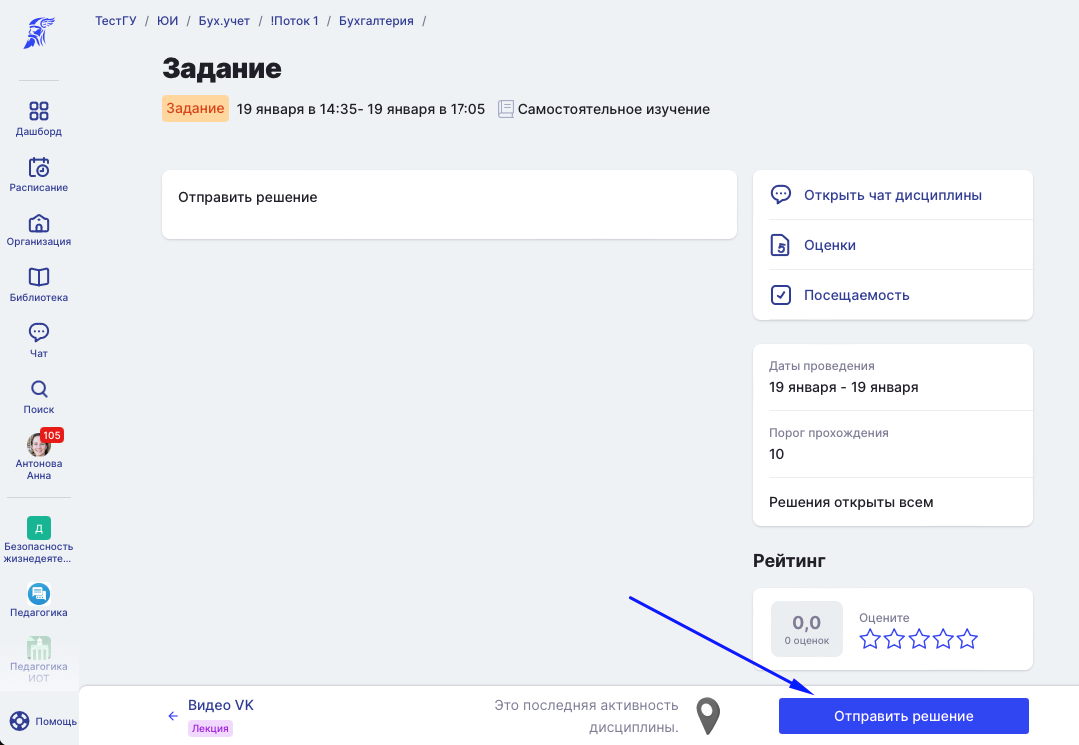 ТестГУ / ЮИ / Бух.учет / !Поток 1 / Бухгалтерия /
Задание
Задание 19 января в 14:35- 19 января в 17:05 Самостоятельное изучение
Дашборд
Расписание
Организация
Библиотека
Чат
Поиск
105
Антонова
Анна
Д
Безопасность
жизнедеяте...
Педагогика
Педагогика
ИОТ
Помощь
Отправить решение
Открыть чат дисциплины
5 Оценки
Посещаемость
Даты проведения
19 января - 19 января
Порог прохождения
10
Решения открыты всем
Рейтинг
0,0
0 оценок
Оцените
Видео VK
Лекция
Это последняя активность
дисциплины.
Отправить решение